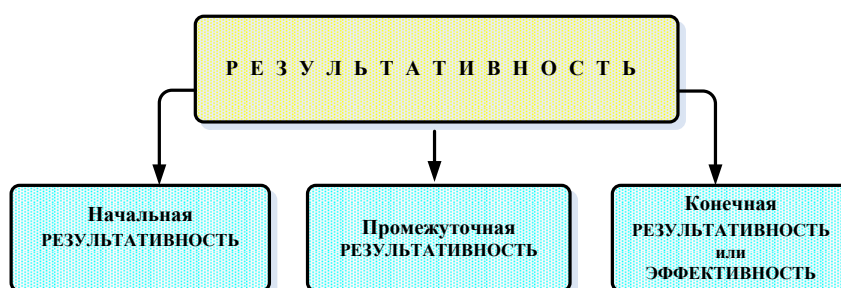 Р Е З У Л Ь Т А Т И В Н О С Т Ь
Начальная
РЕЗУЛЬТАТИВНОСТЬ
Промежуточная
РЕЗУЛЬТАТИВНОСТЬ
Конечная
РЕЗУЛЬТАТИВНОСТЬ
или
ЭФФЕКТИВНОСТЬ